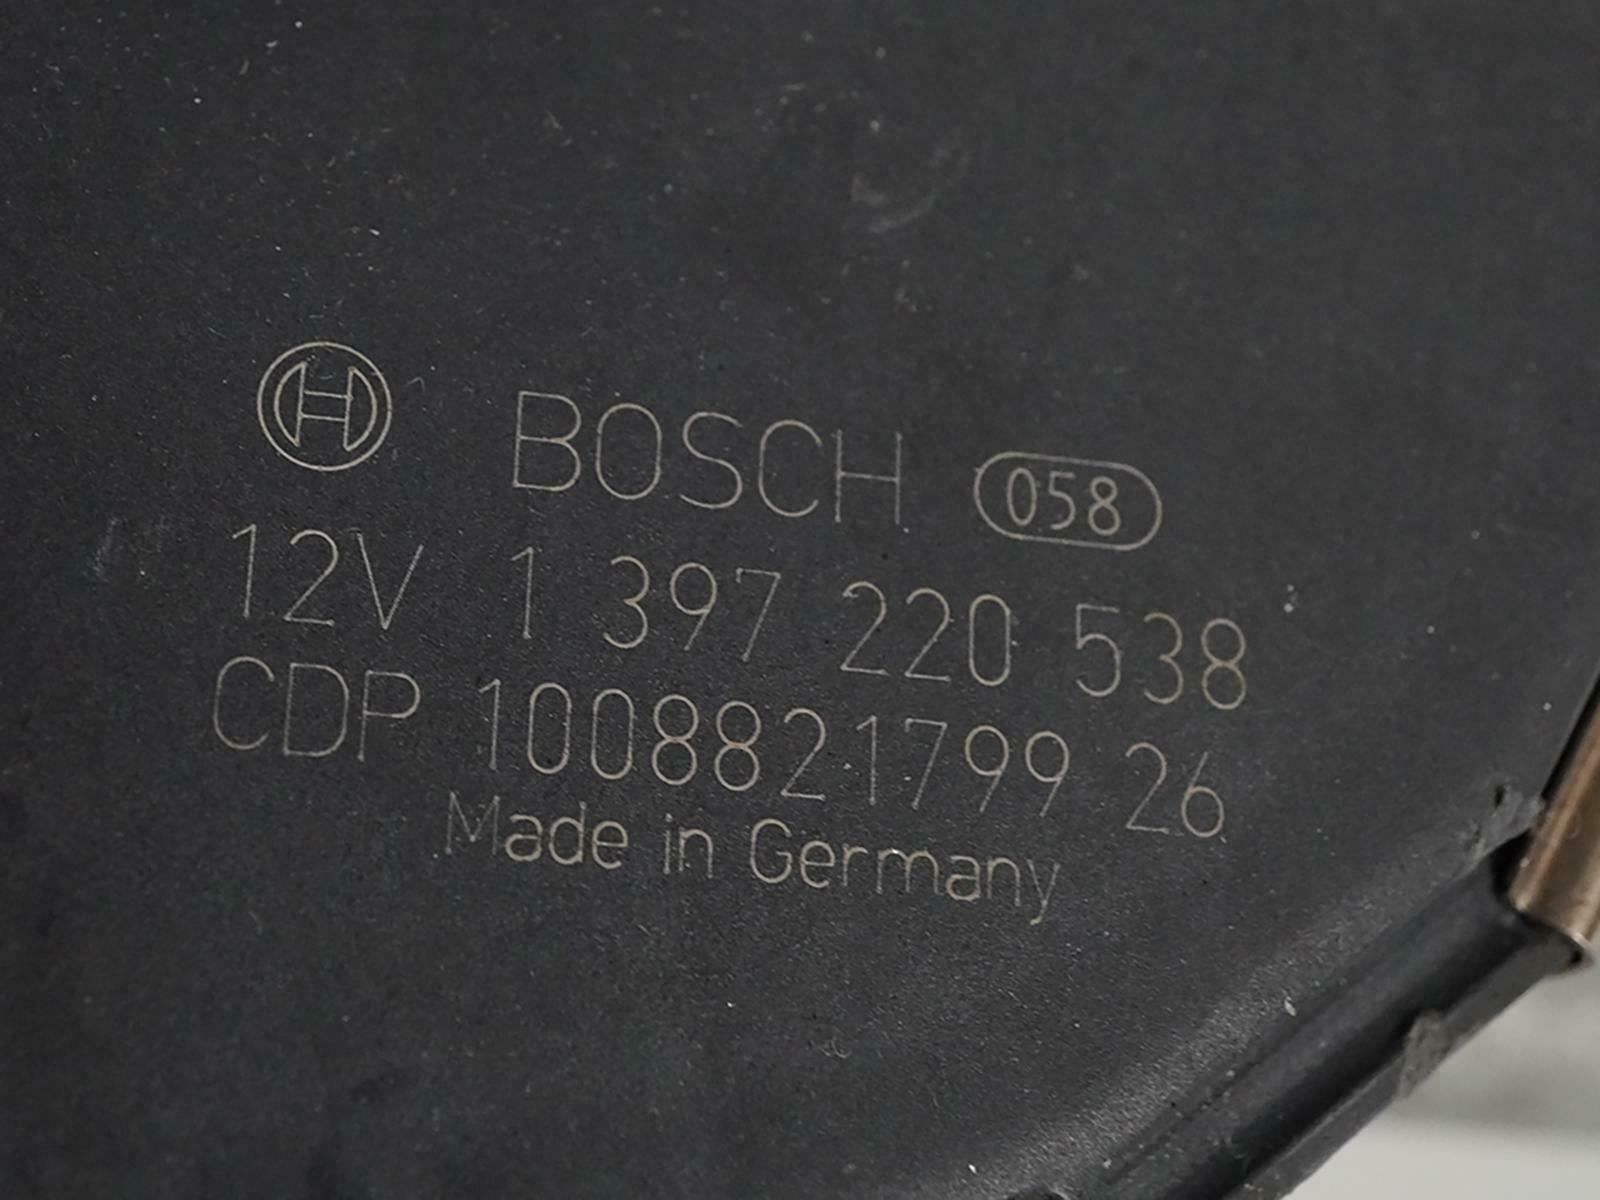 BOSCH 058
12V 1 397 220 538
CDP 1008821799 26
Made in Germany